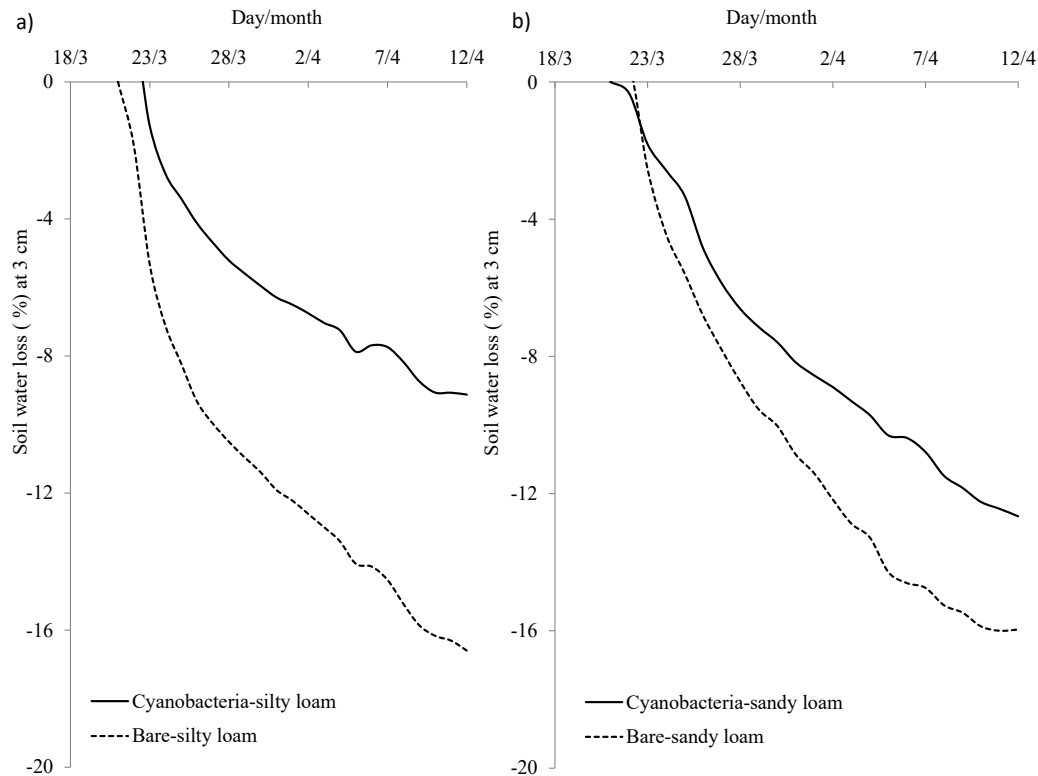 a)
Day/month
18/3 23/3 28/3 2/4 7/4 12/4
0
-4
-8
-12
-16
-20
Soil water loss ( %) at 3 cm
Cyanobacteria-silty loam
Bare-silty loam
b)
Day/month
18/3 23/3 28/3 2/4 7/4 12/4
0
-4
-8
-12
-16
-20
Soil water loss ( %) at 3 cm
Cyanobacteria-sandy loam
Bare-sandy loam